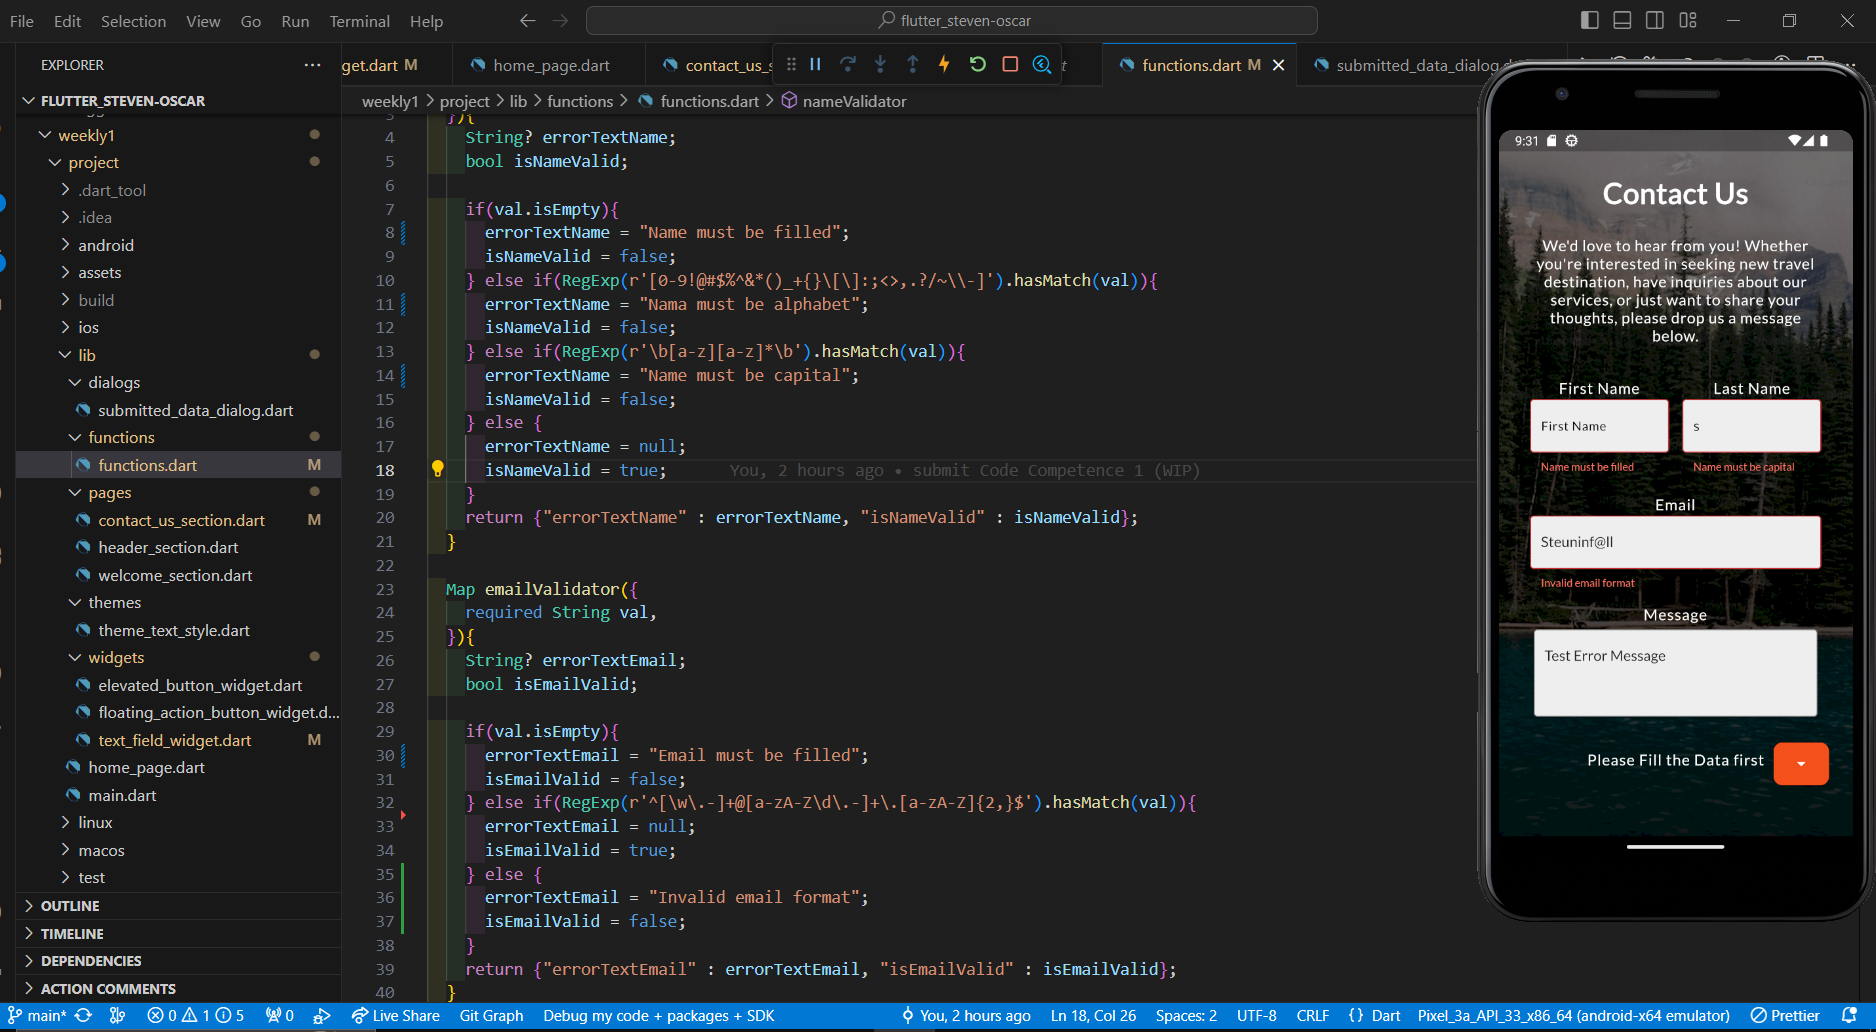 File Edit Selection View Go Run Terminal Help
flutter_steven-oscar
EXPLORER
get.dart M
home_page.dart
contact_us_s
functions.dart M
submitted_data_dialog.d
FLUTTER_STEVEN-OSCAR
weekly1
project
.dart_tool
.idea
android
assets
build
ios
lib
dialogs
submitted_data_dialog.dart
functions
functions.dart M
pages
contact_us_section.dart M
header_section.dart
welcome_section.dart
themes
theme_text_style.dart
widgets
elevated_button_widget.dart
floating_action_button_widget.d...
text_field_widget.dart M
home_page.dart
main.dart
linux
macos
test
OUTLINE
TIMELINE
DEPENDENCIES
ACTION COMMENTS
weekly1 > project > lib > functions > functions.dart > nameValidator
3 }){
4 String? errorTextName;
5 bool isNameValid;
6
7 if(val.isEmpty){
8 errorTextName = "Name must be filled";
9 isNameValid = false;
10 } else if(RegExp(r'[0-9!@#$%^&*()_+{}\[\]:;<>,.?/~\\-]').hasMatch(val)){
11 errorTextName = "Nama must be alphabet";
12 isNameValid = false;
13 } else if(RegExp(r'\b[a-z][a-z]*\b').hasMatch(val)){
14 errorTextName = "Name must be capital";
15 isNameValid = false;
16 } else {
17 errorTextName = null;
18 isNameValid = true; You, 2 hours ago • submit Code Competence 1 (WIP)
19 }
20 return {"errorTextName" : errorTextName, "isNameValid" : isNameValid};
21 }
22
23 Map emailValidator({
24 required String val,
25 }){
26 String? errorTextEmail;
27 bool isEmailValid;
28
29 if(val.isEmpty){
30 errorTextEmail = "Email must be filled";
31 isEmailValid = false;
32 } else if(RegExp(r'^[\w\.-]+@[a-zA-Z\d\.-]+\.[a-zA-Z]{2,}$').hasMatch(val)){
33 errorTextEmail = null;
34 isEmailValid = true;
35 } else {
36 errorTextEmail = "Invalid email format";
37 isEmailValid = false;
38 }
39 return {"errorTextEmail" : errorTextEmail, "isEmailValid" : isEmailValid};
40 }
9:31
Contact Us
We'd love to hear from you! Whether
you're interested in seeking new travel
destination, have inquiries about our
services, or just want to share your
thoughts, please drop us a message
below.
First Name Last Name
First Name s
Name must be filled Name must be capital
Email
Steuninf@ll
Invalid email format
Message
Test Error Message
Please Fill the Data first
main* 0 1 5 0 Live Share Git Graph Debug my code + packages + SDK You, 2 hours ago Ln 18, Col 26 Spaces: 2 UTF-8 CRLF {} Dart Pixel_3a_API_33_x86_64 (android-x64 emulator) Prettier